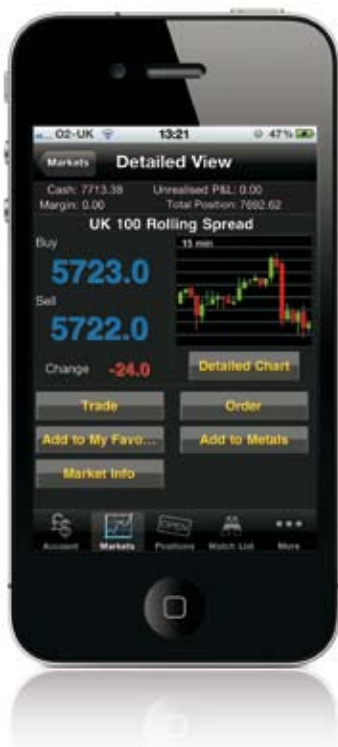 O2-UK 13:21 47%
Markets Detailed View
Cash: 7713.38 Unrealised P&L: 0.00
Margin: 0.00 Total Position: 7692.62
UK 100 Rolling Spread
Buy
15 min
5723.0
Sell
5722.0
Change -24.0
Detailed Chart
Trade Order
Add to My Favo... Add to Metals
Market Info
£$ OPEN
Account Markets Positions Watch List More